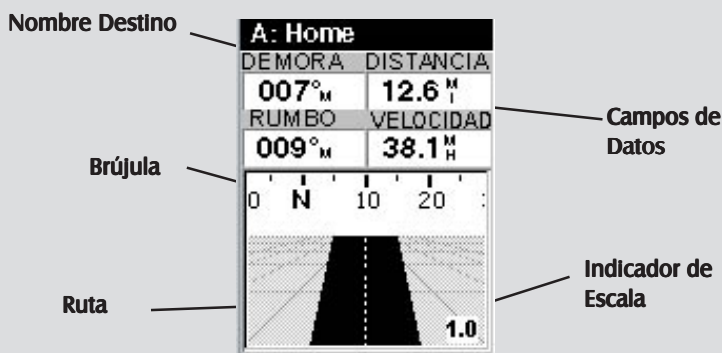 Nombre Destino
A: Home
DEMORA DISTANCIA
007°M 12.6 MI
RUMBO VELOCIDAD
009°M 38.1 MH
Campos de
Datos
Brújula
0 N 10 20
Ruta
Indicador de
Escala
1.0